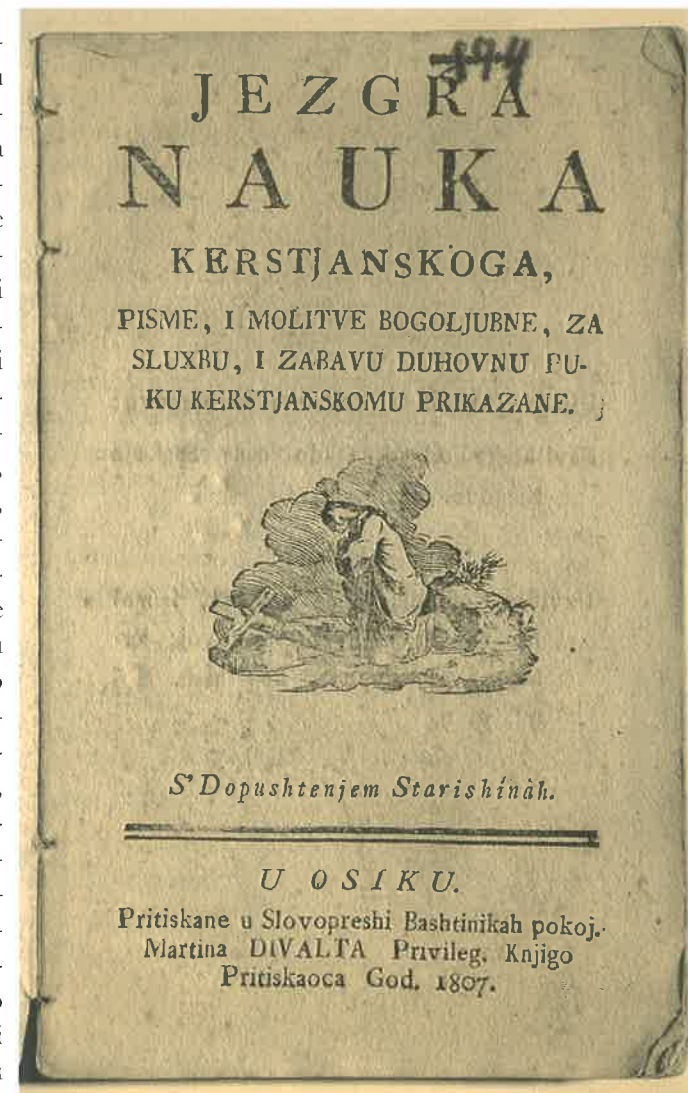 JEZGRA
NAUKA
KERSTJANSKOGA,
PISME, I MOLITVE BOGOLJUBNE, ZA
SLUXBU, I ZABAVU DUHOVNU PU-
KU KERSTJANSKOMU PRIKAZANE.
S' Dopushtenjem Starishínàh.
U OSIKU.
Pritiskane u Slovopreshi Bashtinikah pokoj.
Martina DIVALTA Privileg. Knjigo
Pritiskaoca God. 1807.